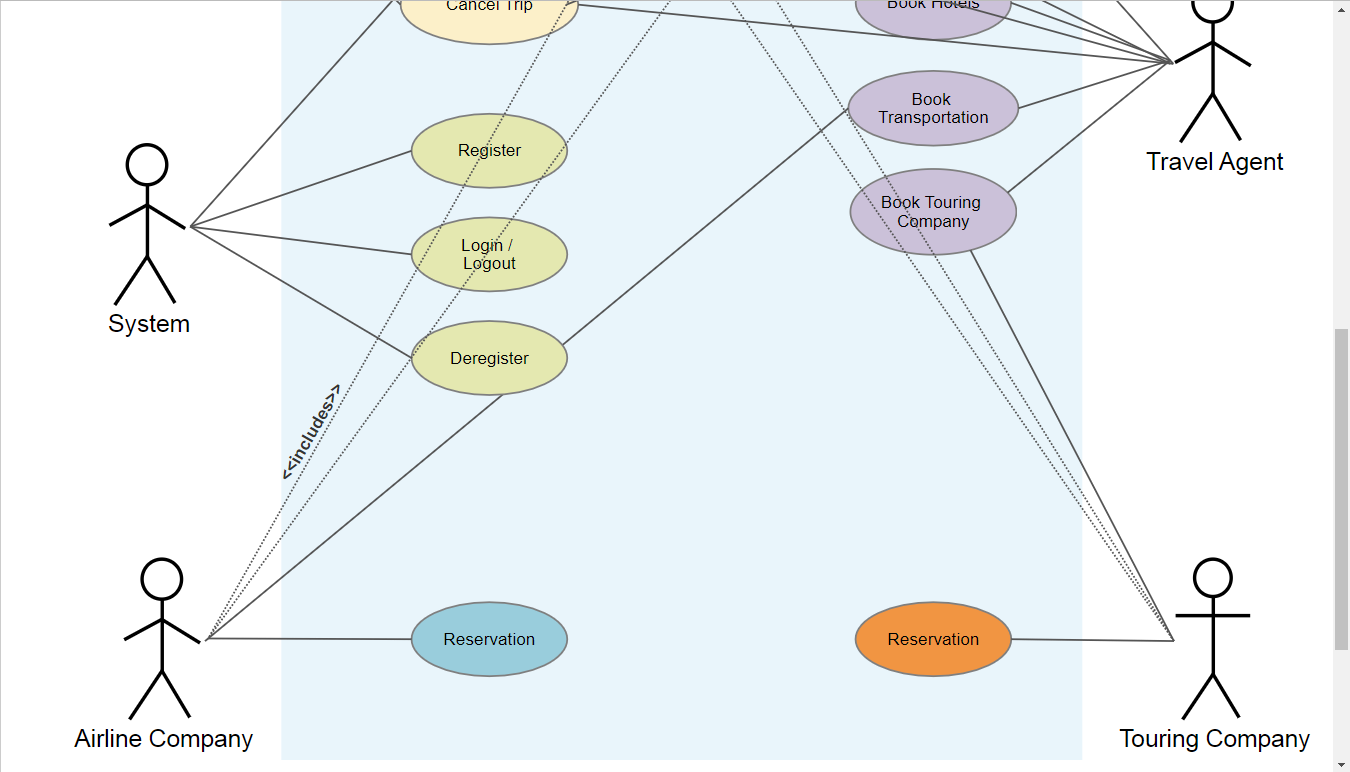 Cancel Trip
Book Hotels
Book
Transportation
Travel Agent
Register
Book Touring
Company
Login /
Logout
System
Deregister
<<includes>>
Reservation
Reservation
Airline Company
Touring Company